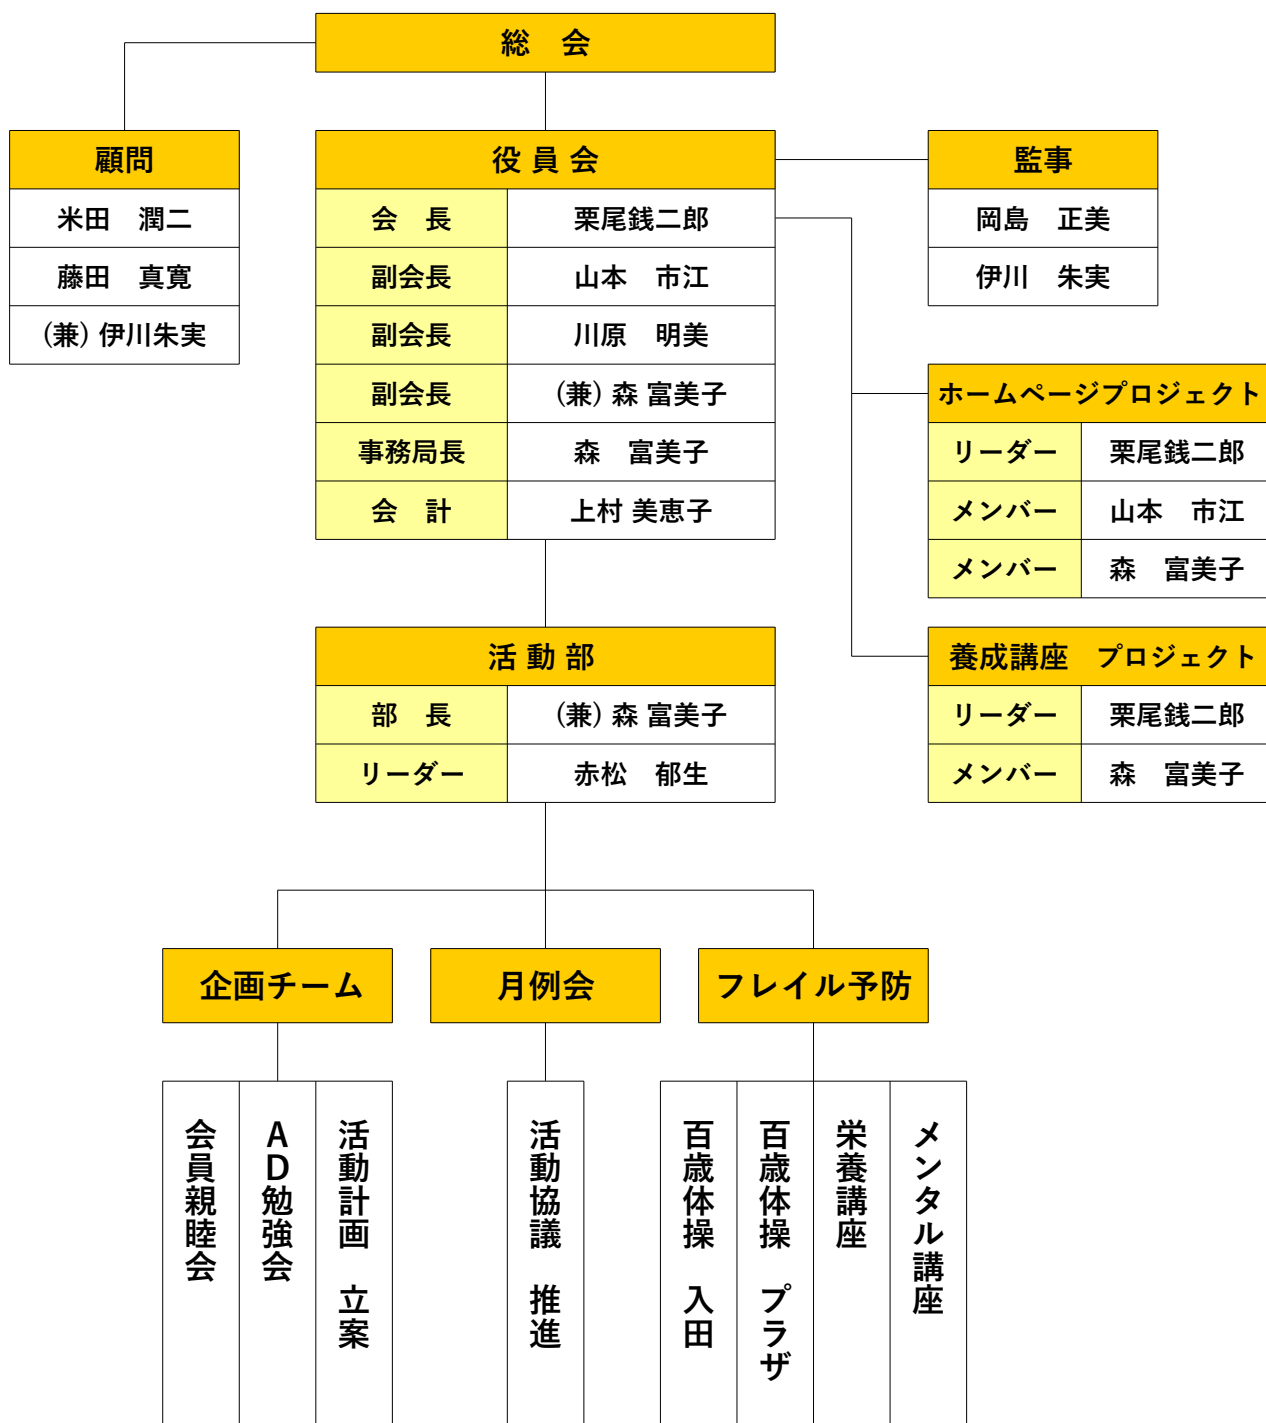 総　会
顧問
米田　潤二
藤田　真寛
(兼) 伊川朱実
役 員 会
会　長　栗尾銭二郎
副会長　山本　市江
副会長　川原　明美
副会長　(兼) 森 富美子
事務局長　森　富美子
会　計　上村 美恵子
監事
岡島　正美
伊川　朱実
ホームページプロジェクト
リーダー　栗尾銭二郎
メンバー　山本　市江
メンバー　森　富美子
養成講座　プロジェクト
リーダー　栗尾銭二郎
メンバー　森　富美子
活 動 部
部　長　(兼) 森 富美子
リーダー　赤松　郁生
企画チーム
会員親睦会
ＡＤ勉強会
活動計画　立案
月例会
活動協議　推進
フレイル予防
百歳体操　入田
百歳体操　プラザ
栄養講座
メンタル講座